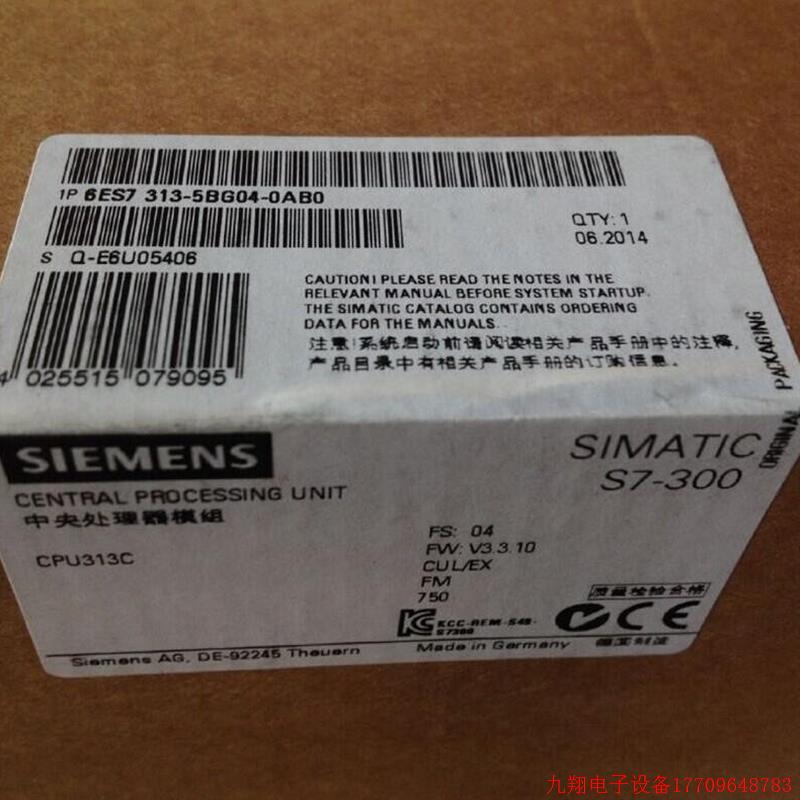 1P 6ES7 313-5BG04-0AB0
S Q-E6U05406
QTY: 1
06.2014
4 025515 079095
CAUTION! PLEASE READ THE NOTES IN THE
RELEVANT MANUAL BEFORE SYSTEM STARTUP.
THE SIMATIC CATALOG CONTAINS ORDERING
DATA FOR THE MANUALS.
注意!系统启动前请阅读相关产品手册中的注释,
产品目录中有相关产品手册的订购信息.
ORIGINAL PACKAGING
SIEMENS
SIMATIC
S7-300
CENTRAL PROCESSING UNIT
中央处理器模组
CPU313C
FS: 04
FW: V3.3.10
CUL/EX
FM
750
质量检验合格
KCC-REM-S49-
S7300
CE
Siemens AG, DE-92245 Theuern
Made in Germany
德国制造
九翔电子设备17709648783